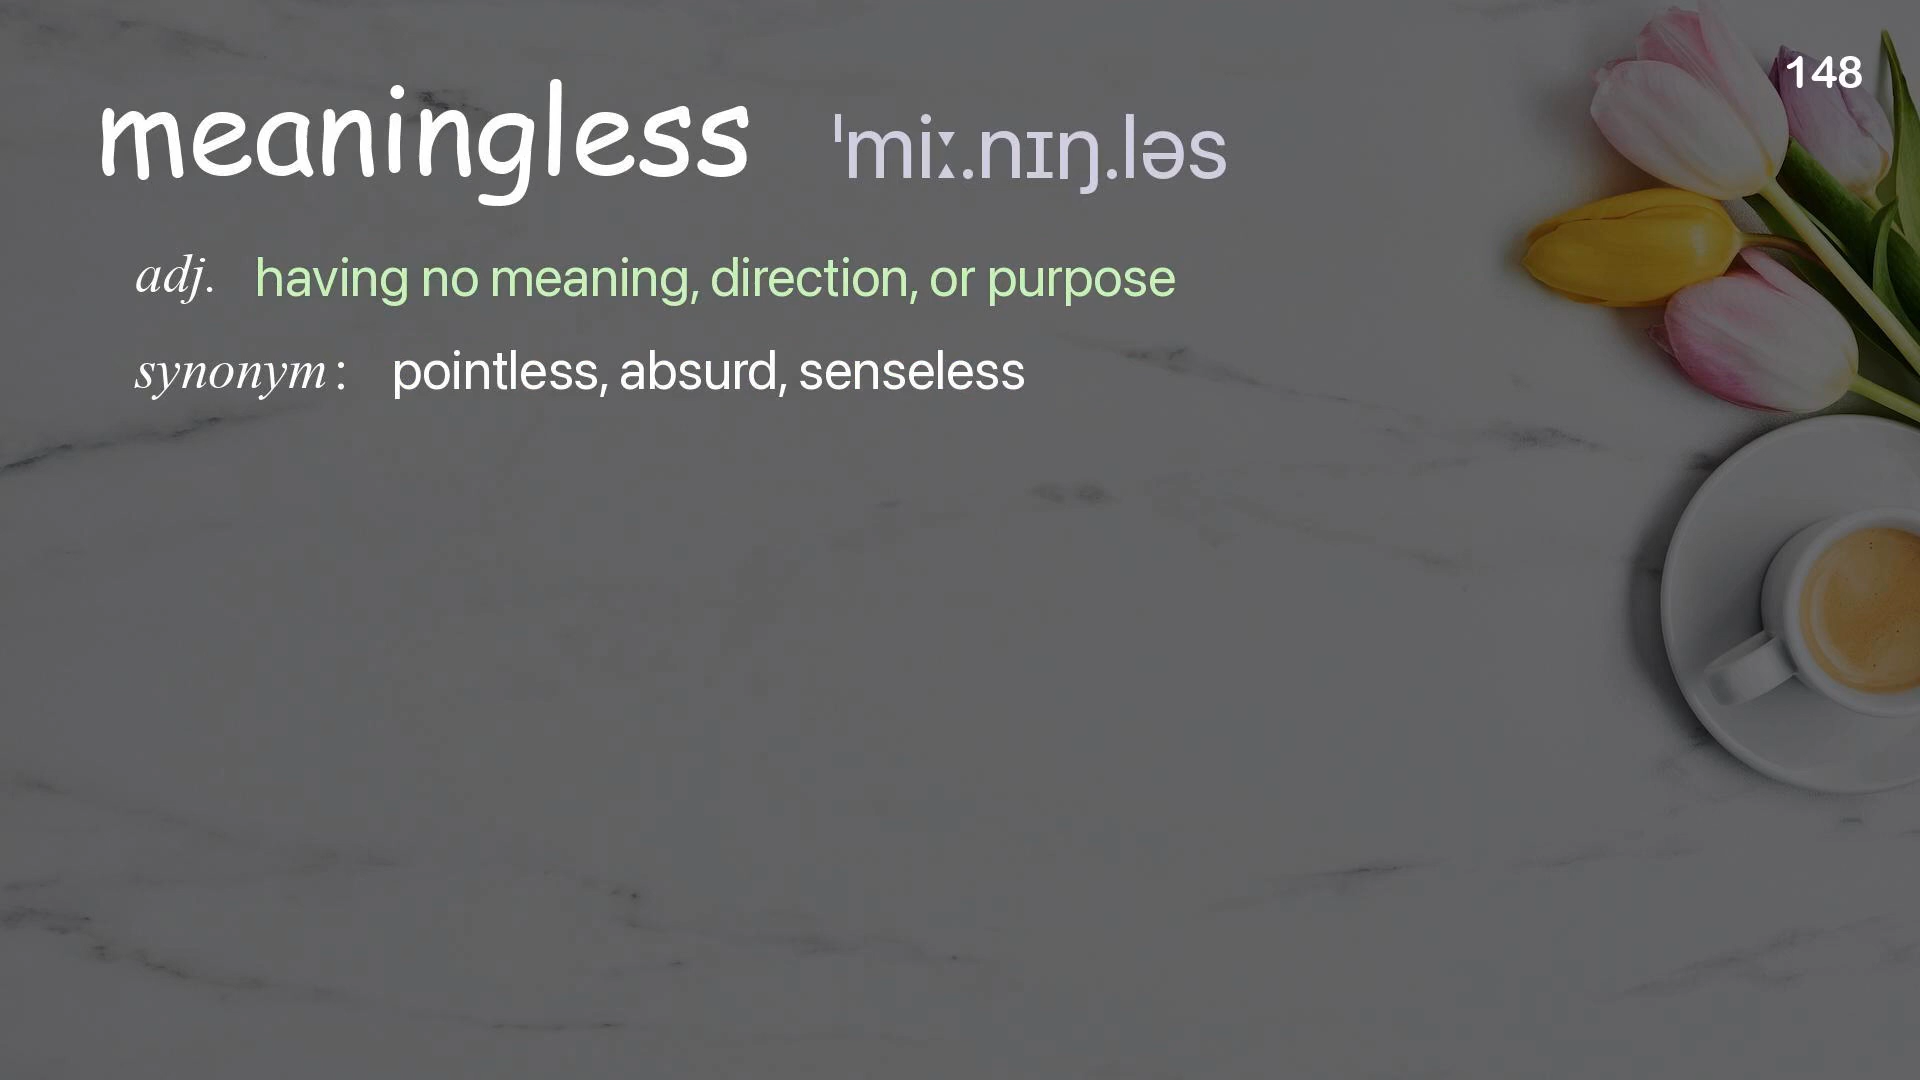 148
meaningless ˈmiː.nɪŋ.ləs
adj. having no meaning, direction, or purpose
synonym: pointless, absurd, senseless